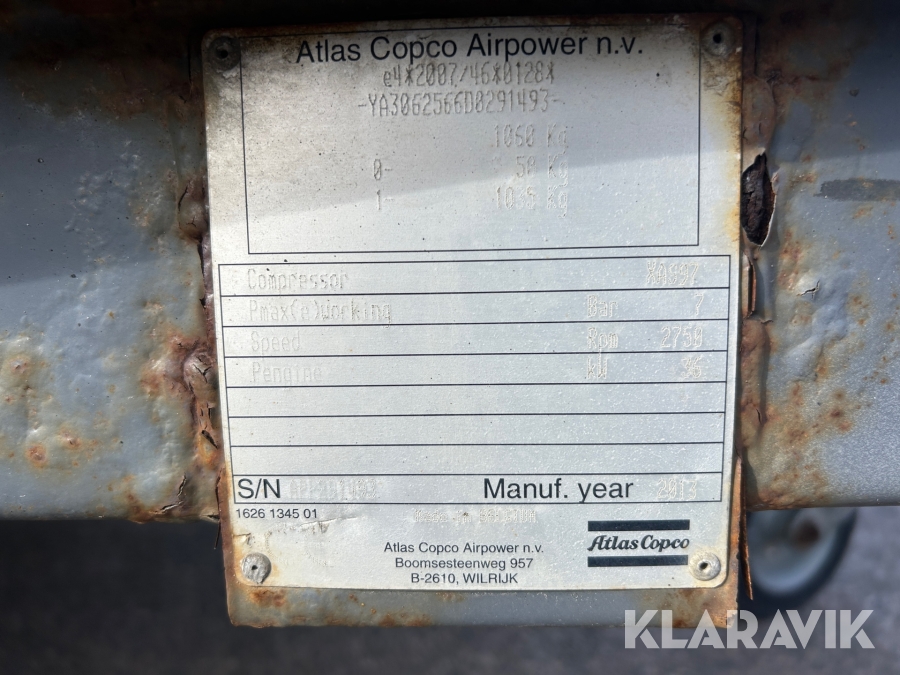 Atlas Copco Airpower n.v.
e4*2007/46*0128*
-YA3062566D0291493-
1060 Kg
0- 50 Kg
1- 1065 Kg
Compressor XAS97
Pmax(e)Working Bar 7
Speed Rpm 2750
Pengine kW 36
S/N Manuf. year 2013
1626 1345 01
Atlas Copco Airpower n.v.
Boomsesteenweg 957
B-2610, WILRIJK
Atlas Copco
KLARAVIK